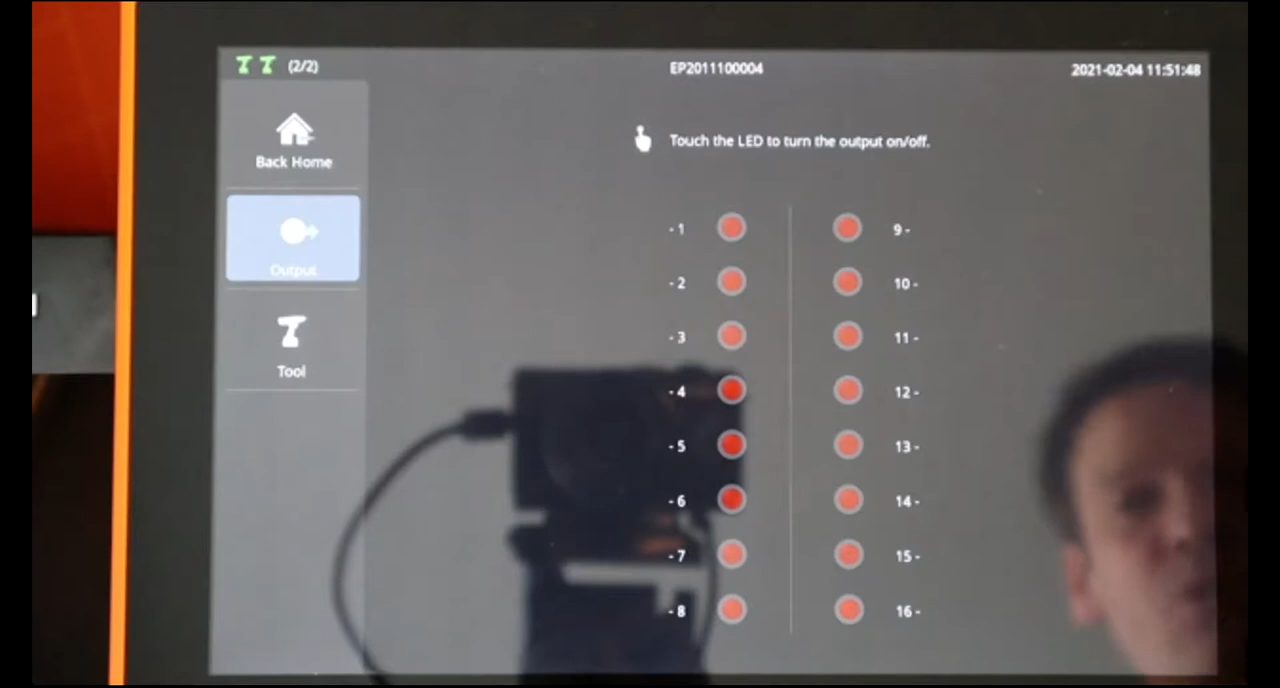 (2/2) EP2011100004 2021-02-04 11:51:48
Back Home
Output
Tool
Touch the LED to turn the output on/off.
- 1 9 -
- 2 10 -
- 3 11 -
- 4 12 -
- 5 13 -
- 6 14 -
- 7 15 -
- 8 16 -